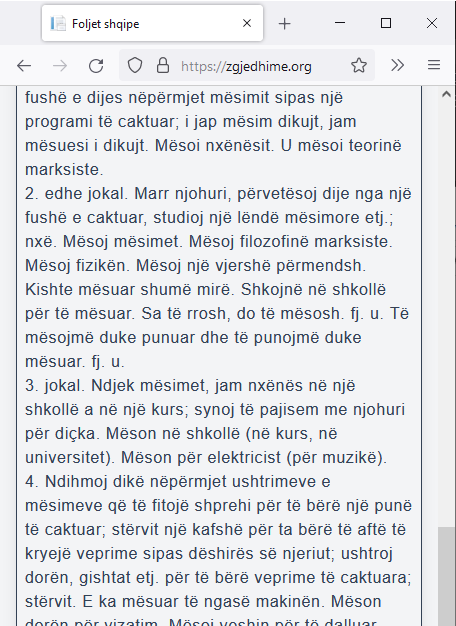 Foljet shqipe
https://zgjedhime.org
fushë e dijes nëpërmjet mësimit sipas një
programi të caktuar; i jap mësim dikujt, jam
mësuesi i dikujt. Mësoi nxënësit. U mësoi teorinë
marksiste.
2. edhe jokal. Marr njohuri, përvetësoj dije nga një
fushë e caktuar, studioj një lëndë mësimore etj.;
nxë. Mësoj mësimet. Mësoj filozofinë marksiste.
Mësoj fizikën. Mësoj një vjershë përmendsh.
Kishte mësuar shumë mirë. Shkojnë në shkollë
për të mësuar. Sa të rrosh, do të mësosh. fj. u. Të
mësojmë duke punuar dhe të punojmë duke
mësuar. fj. u.
3. jokal. Ndjek mësimet, jam nxënës në një
shkollë a në një kurs; synoj të pajisem me njohuri
për diçka. Mëson në shkollë (në kurs, në
universitet). Mëson për elektricist (për muzikë).
4. Ndihmoj dikë nëpërmjet ushtrimeve e
mësimeve që të fitojë shprehi për të bërë një punë
të caktuar; stërvit një kafshë për ta bërë të aftë të
kryejë veprime sipas dëshirës së njeriut; ushtroj
dorën, gishtat etj. për të bërë veprime të caktuara;
stërvit. E ka mësuar të ngasë makinën. Mëson
dorën për vizatim. Mësoi veshin për të dalluar